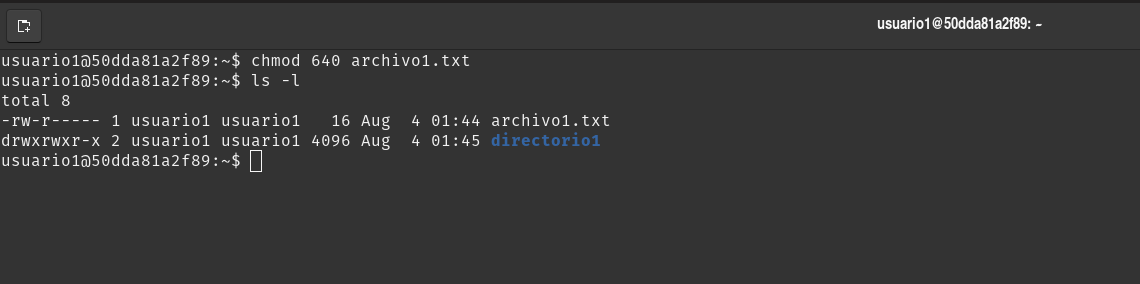 usuario1@50dda81a2f89: ~
usuario1@50dda81a2f89:~$ chmod 640 archivo1.txt
usuario1@50dda81a2f89:~$ ls -l
total 8
-rw-r----- 1 usuario1 usuario1   16 Aug  4 01:44 archivo1.txt
drwxrwxr-x 2 usuario1 usuario1 4096 Aug  4 01:45 directorio1
usuario1@50dda81a2f89:~$